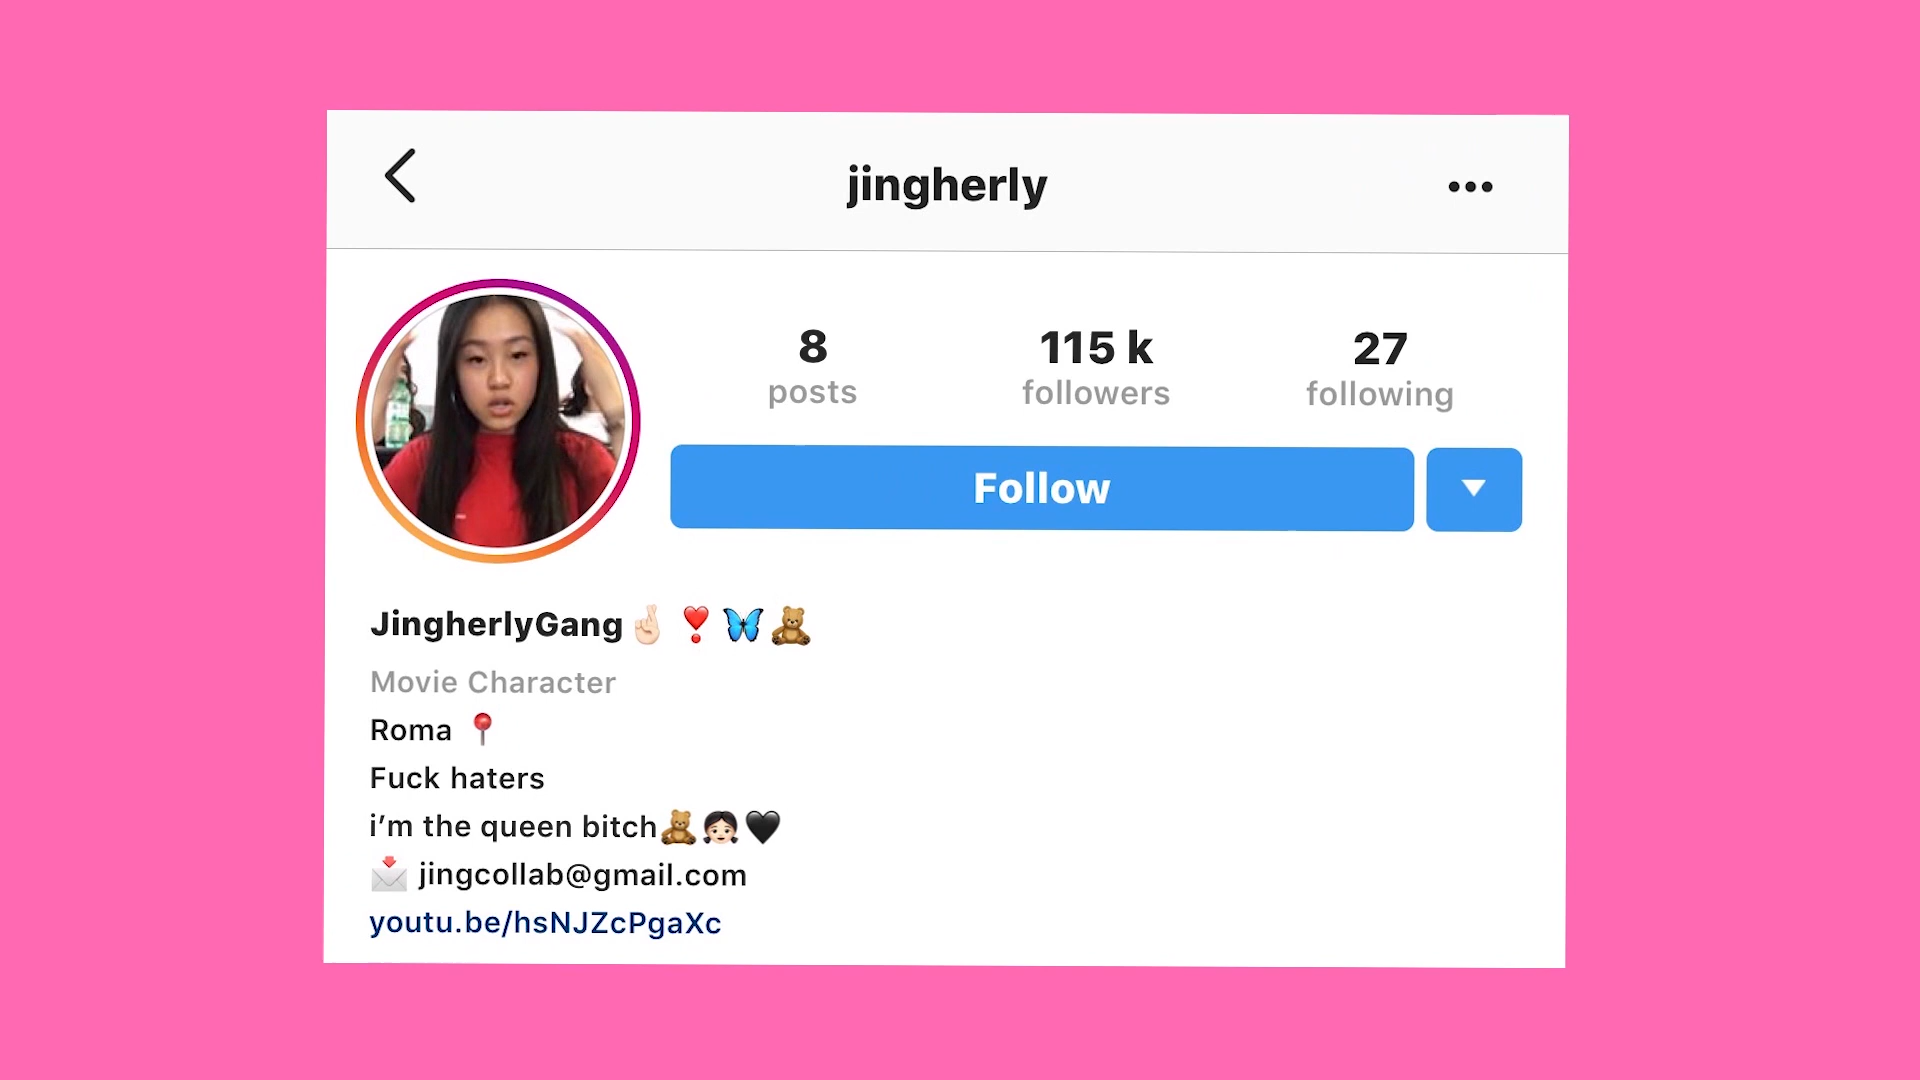 jingherly
8 115 k 27
posts followers following
Follow
JingherlyGang🤞🏻❣️🦋🧸
Movie Character
Roma 📍
Fuck haters
i’m the queen bitch🧸👧🏻🖤
📩 jingcollab@gmail.com
youtu.be/hsNJZcPgaXc